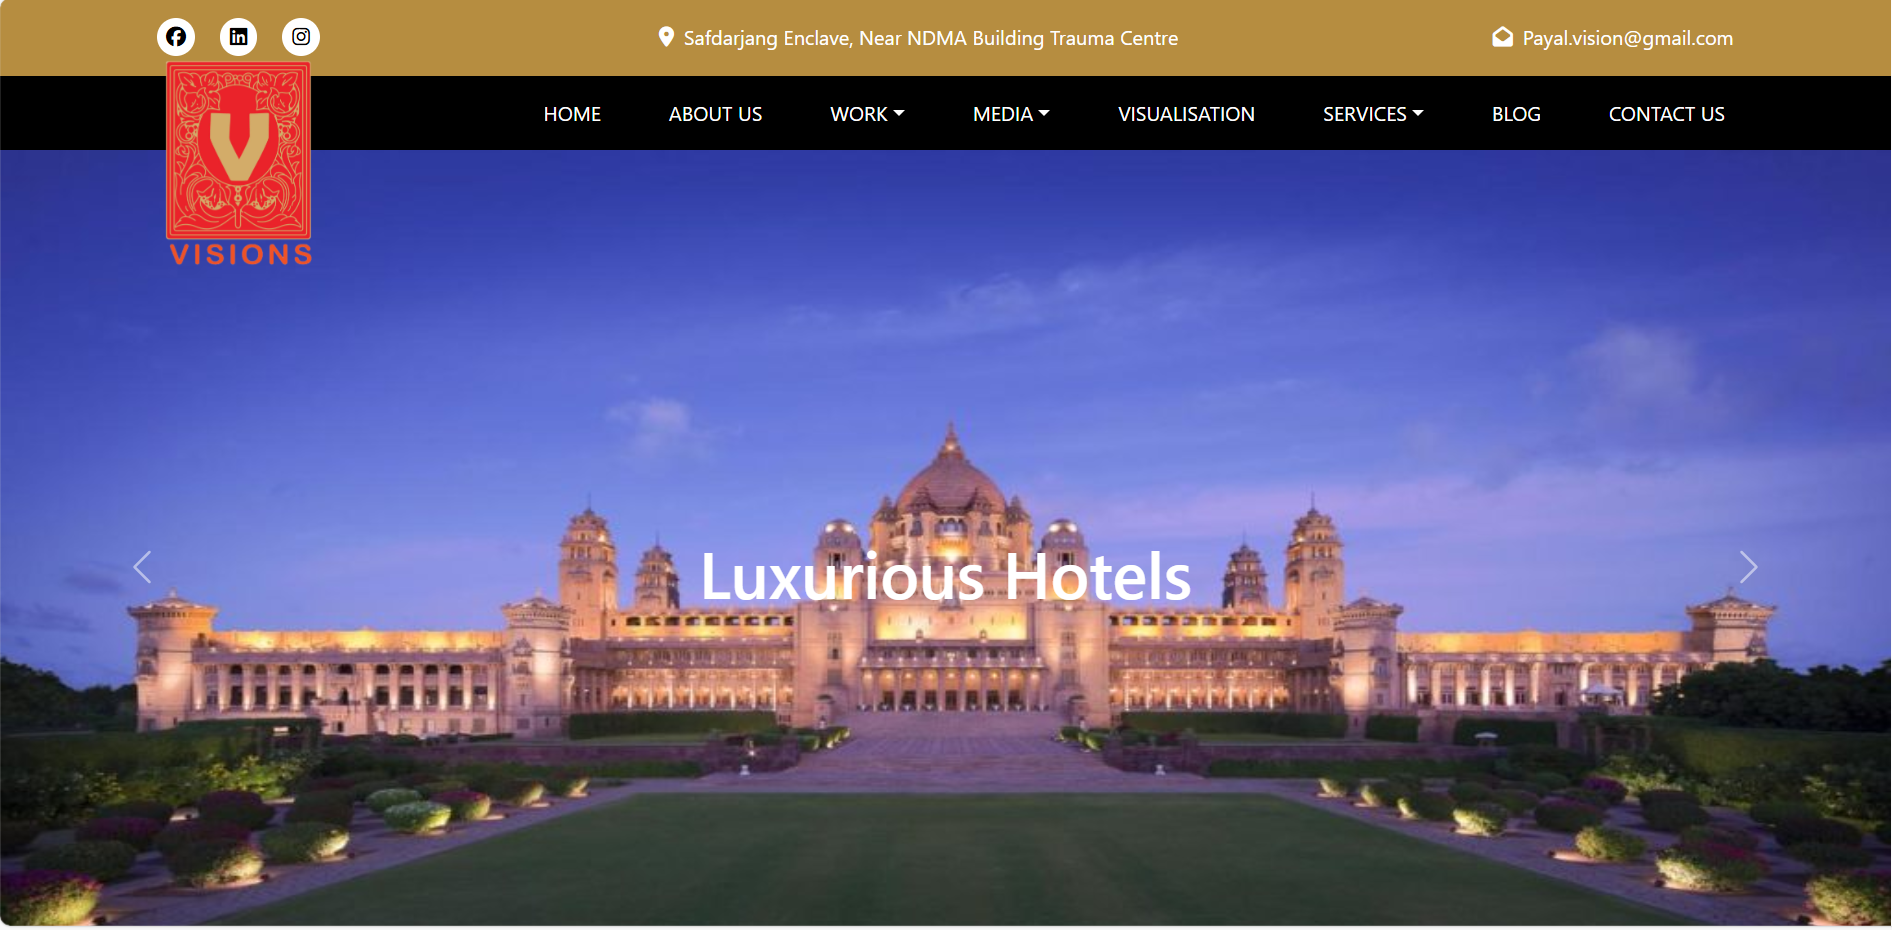 Safdarjang Enclave, Near NDMA Building Trauma Centre
Payal.vision@gmail.com
V
VISIONS
HOME
ABOUT US
WORK
MEDIA
VISUALISATION
SERVICES
BLOG
CONTACT US
Luxurious Hotels